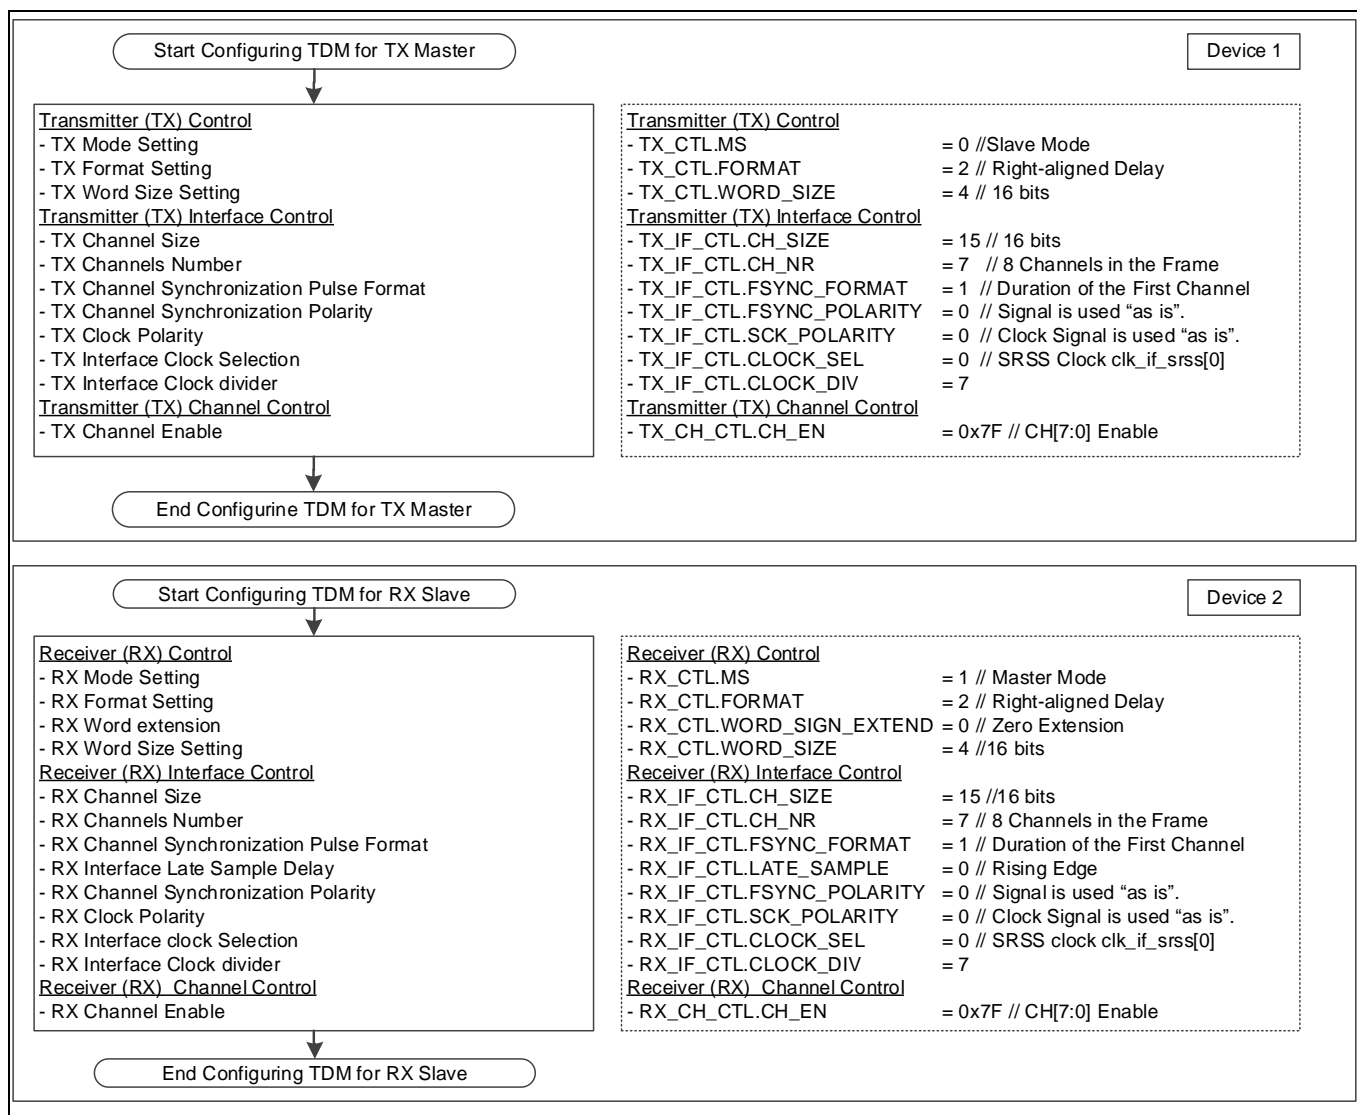 Start Configuring TDM for TX Master
Device 1
Transmitter (TX) Control
- TX Mode Setting
- TX Format Setting
- TX Word Size Setting
Transmitter (TX) Interface Control
- TX Channel Size
- TX Channels Number
- TX Channel Synchronization Pulse Format
- TX Channel Synchronization Polarity
- TX Clock Polarity
- TX Interface Clock Selection
- TX Interface Clock divider
Transmitter (TX) Channel Control
- TX Channel Enable
Transmitter (TX) Control
- TX_CTL.MS = 0 //Slave Mode
- TX_CTL.FORMAT = 2 // Right-aligned Delay
- TX_CTL.WORD_SIZE = 4 // 16 bits
Transmitter (TX) Interface Control
- TX_IF_CTL.CH_SIZE = 15 // 16 bits
- TX_IF_CTL.CH_NR = 7 // 8 Channels in the Frame
- TX_IF_CTL.FSYNC_FORMAT = 1 // Duration of the First Channel
- TX_IF_CTL.FSYNC_POLARITY = 0 // Signal is used “as is”.
- TX_IF_CTL.SCK_POLARITY = 0 // Clock Signal is used “as is”.
- TX_IF_CTL.CLOCK_SEL = 0 // SRSS Clock clk_if_srss[0]
- TX_IF_CTL.CLOCK_DIV = 7
Transmitter (TX) Channel Control
- TX_CH_CTL.CH_EN = 0x7F // CH[7:0] Enable
End Configurine TDM for TX Master
Start Configuring TDM for RX Slave
Device 2
Receiver (RX) Control
- RX Mode Setting
- RX Format Setting
- RX Word extension
- RX Word Size Setting
Receiver (RX) Interface Control
- RX Channel Size
- RX Channels Number
- RX Channel Synchronization Pulse Format
- RX Interface Late Sample Delay
- RX Channel Synchronization Polarity
- RX Clock Polarity
- RX Interface clock Selection
- RX Interface Clock divider
Receiver (RX) Channel Control
- RX Channel Enable
Receiver (RX) Control
- RX_CTL.MS = 1 // Master Mode
- RX_CTL.FORMAT = 2 // Right-aligned Delay
- RX_CTL.WORD_SIGN_EXTEND = 0 // Zero Extension
- RX_CTL.WORD_SIZE = 4 //16 bits
Receiver (RX) Interface Control
- RX_IF_CTL.CH_SIZE = 15 //16 bits
- RX_IF_CTL.CH_NR = 7 // 8 Channels in the Frame
- RX_IF_CTL.FSYNC_FORMAT = 1 // Duration of the First Channel
- RX_IF_CTL.LATE_SAMPLE = 0 // Rising Edge
- RX_IF_CTL.FSYNC_POLARITY = 0 // Signal is used “as is”.
- RX_IF_CTL.SCK_POLARITY = 0 // Clock Signal is used “as is”.
- RX_IF_CTL.CLOCK_SEL = 0 // SRSS clock clk_if_srss[0]
- RX_IF_CTL.CLOCK_DIV = 7
Receiver (RX) Channel Control
- RX_CH_CTL.CH_EN = 0x7F // CH[7:0] Enable
End Configuring TDM for RX Slave